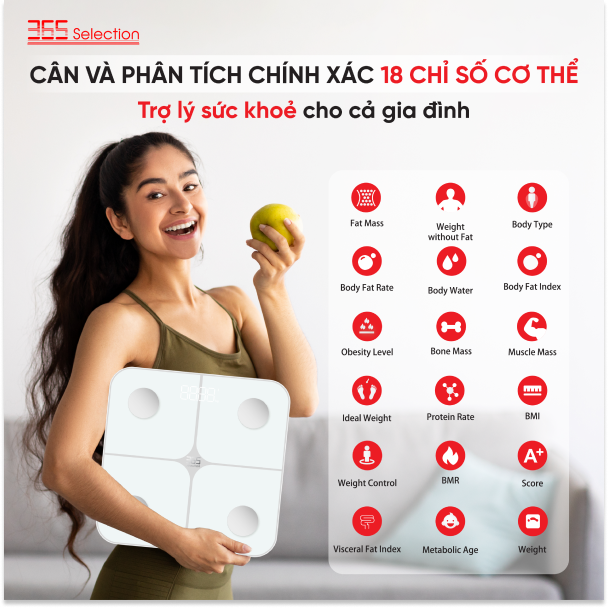 365 Selection
CÂN VÀ PHÂN TÍCH CHÍNH XÁC 18 CHỈ SỐ CƠ THỂ
Trợ lý sức khoẻ cho cả gia đình
Fat Mass
Weight
without Fat
Body Type
Body Fat Rate
Body Water
Body Fat Index
Obesity Level
Bone Mass
Muscle Mass
Ideal Weight
Protein Rate
BMI
Weight Control
BMR
A+
Score
Visceral Fat Index
Metabolic Age
Weight